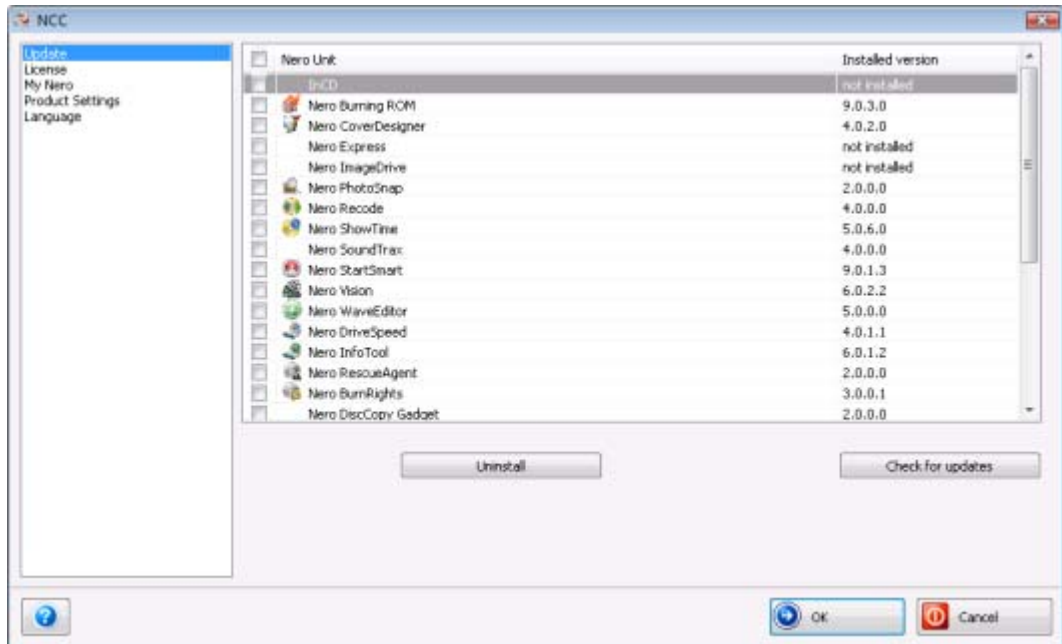 NCC
Update
License
My Nero
Product Settings
Language
Nero Unit Installed version
InCD not installed
Nero Burning ROM 9.0.3.0
Nero CoverDesigner 4.0.2.0
Nero Express not installed
Nero ImageDrive not installed
Nero PhotoSnap 2.0.0.0
Nero Recode 4.0.0.0
Nero ShowTime 5.0.6.0
Nero SoundTrax 4.0.0.0
Nero StartSmart 9.0.1.3
Nero Vision 6.0.2.2
Nero WaveEditor 5.0.0.0
Nero DriveSpeed 4.0.1.1
Nero InfoTool 6.0.1.2
Nero RescueAgent 2.0.0.0
Nero BurnRights 3.0.0.1
Nero DiscCopy Gadget 2.0.0.0
Uninstall Check for updates
? OK Cancel